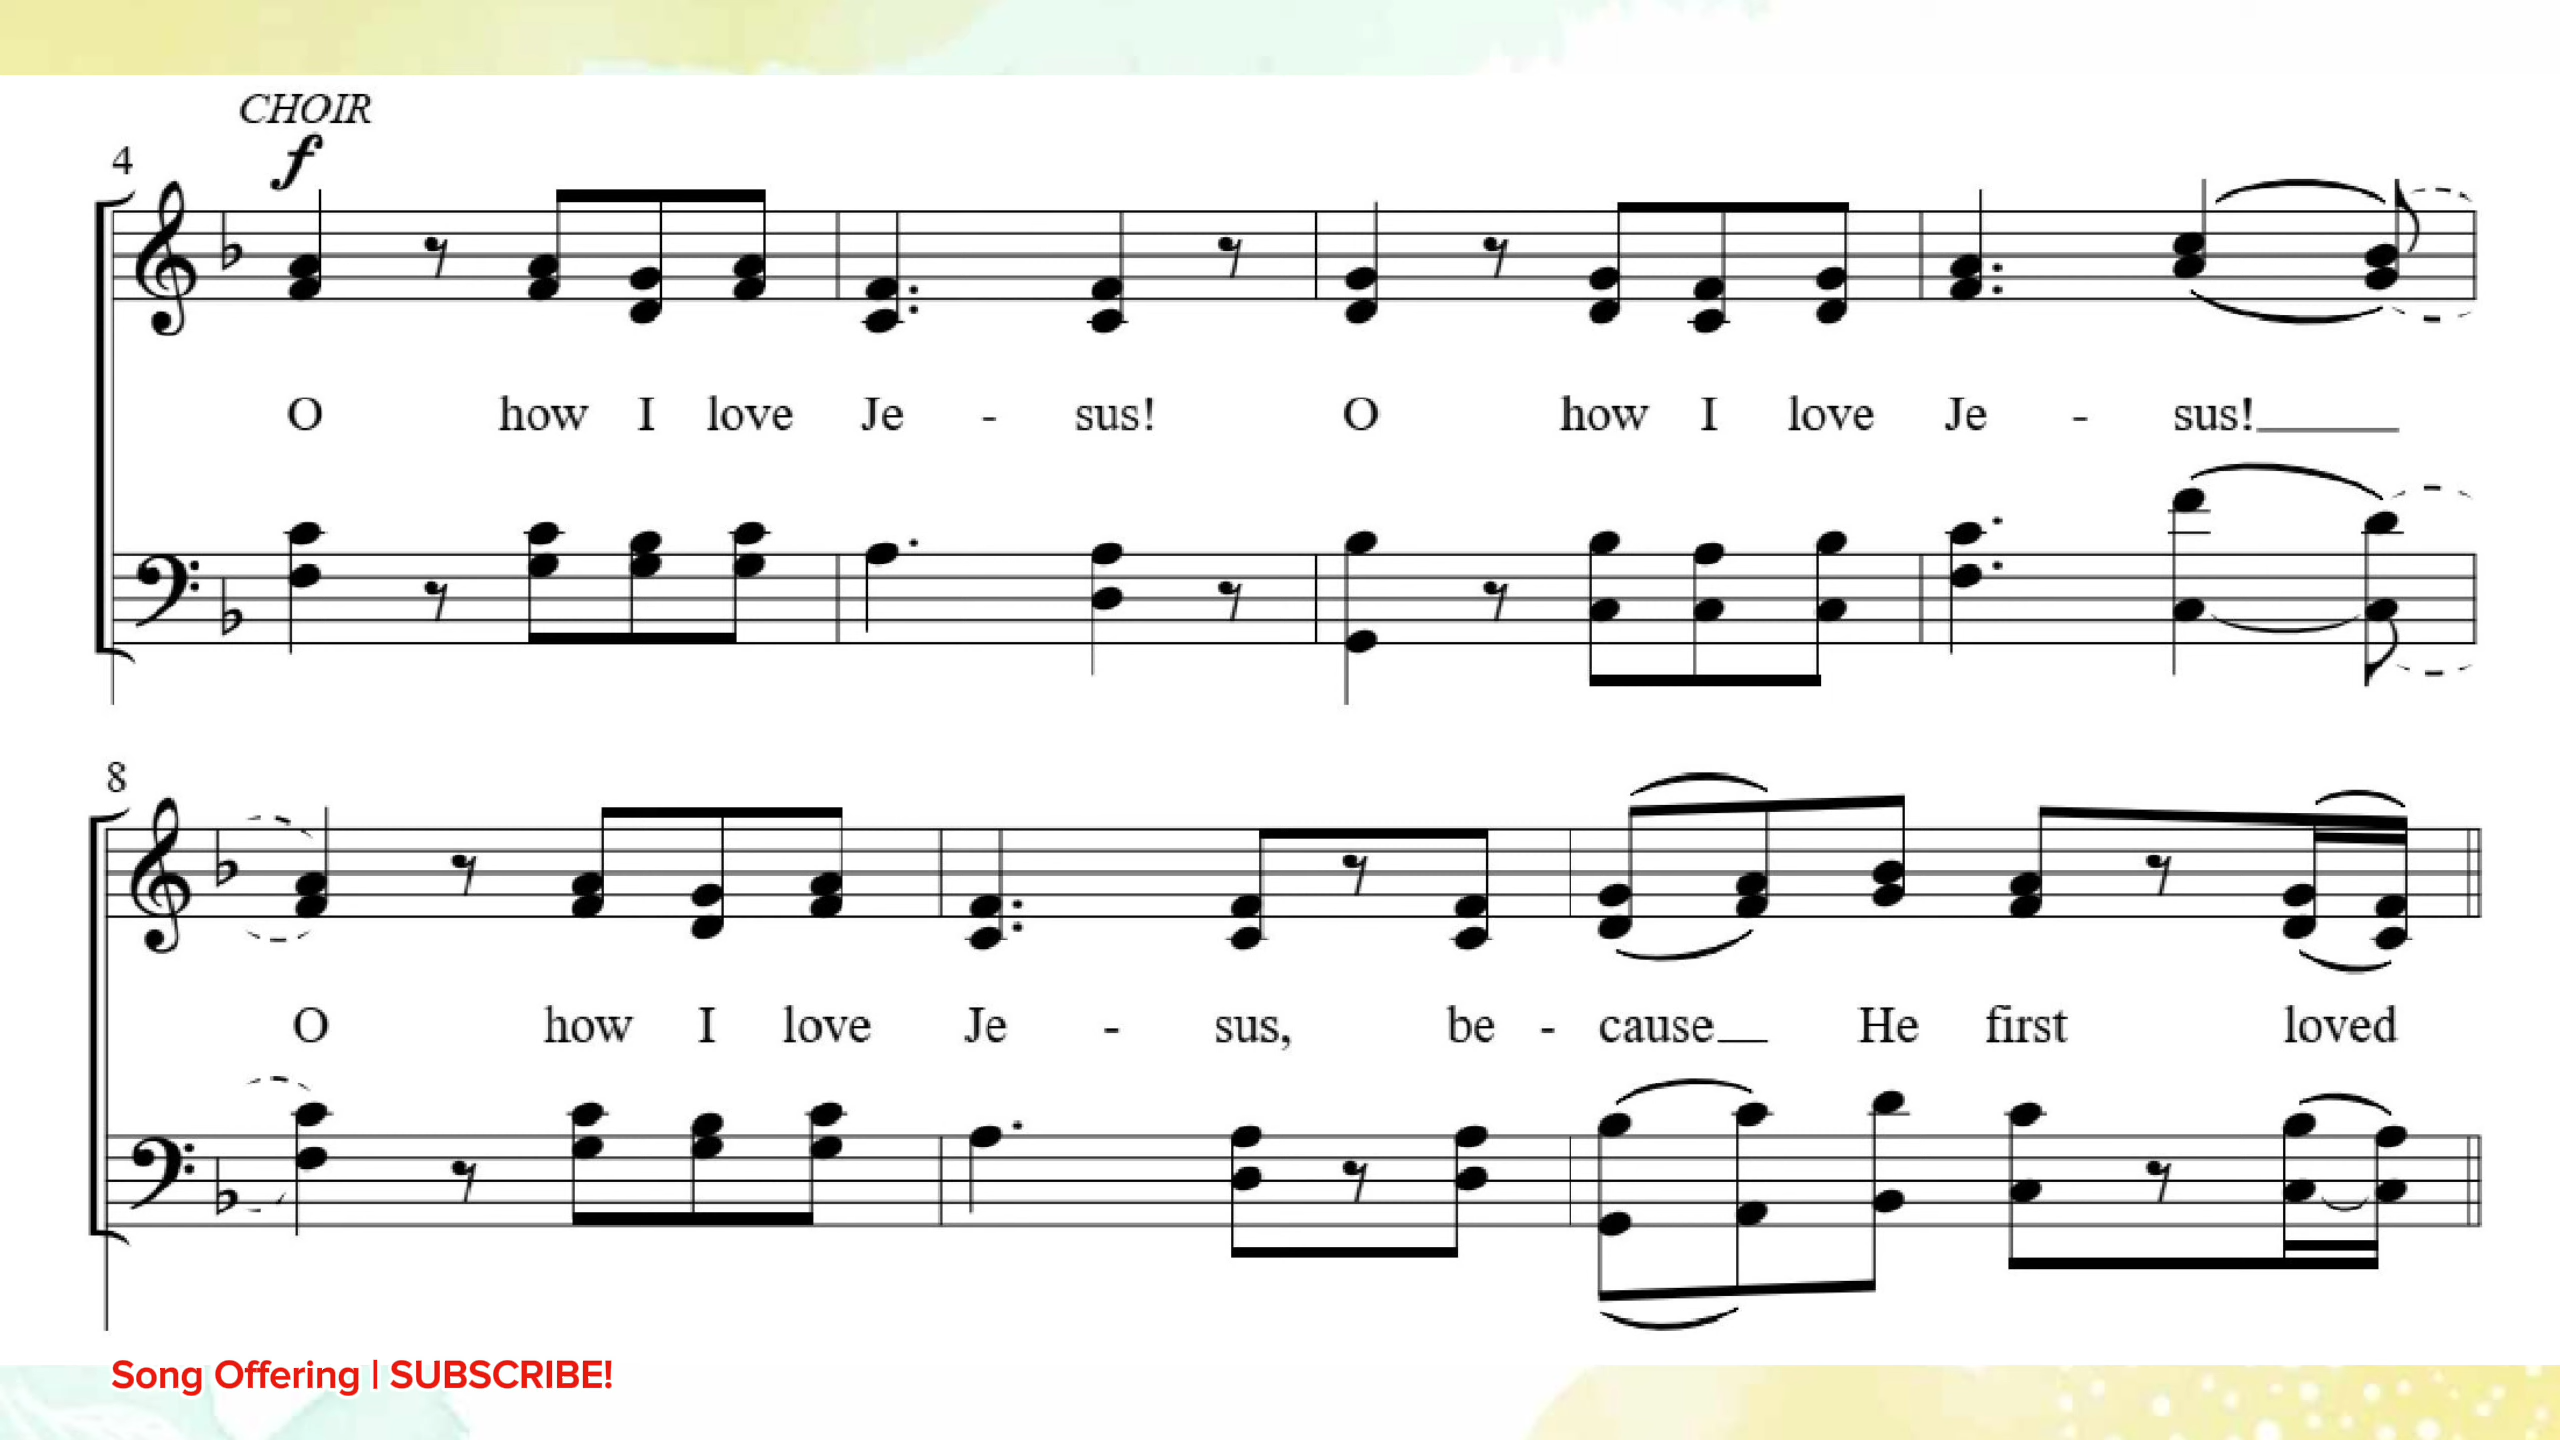 CHOIR
f
4
O how I love Je - sus! O how I love Je - sus!
8
O how I love Je - sus, be - cause He first loved
Song Offering | SUBSCRIBE!